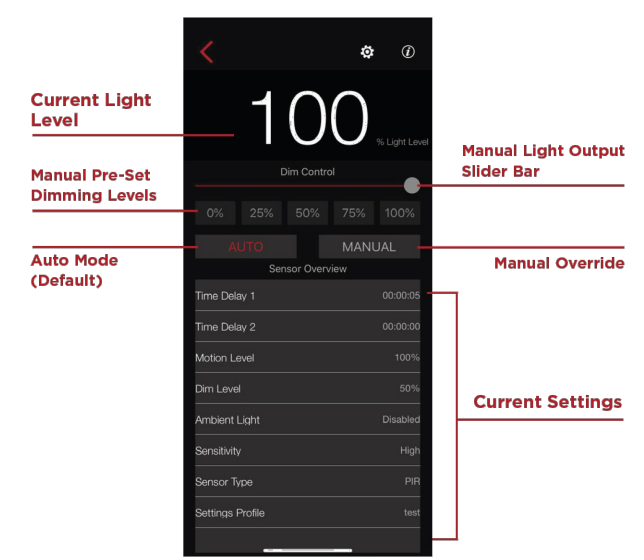 Current Light
Level
100
% Light Level
Manual Light Output
Slider Bar
Dim Control
Manual Pre-Set
Dimming Levels
0% 25% 50% 75% 100%
AUTO MANUAL
Auto Mode
(Default)
Manual Override
Sensor Overview
Time Delay 1 00:00:05
Time Delay 2 00:00:00
Motion Level 100%
Dim Level 50%
Ambient Light Disabled
Current Settings
Sensitivity High
Sensor Type PIR
Settings Profile test